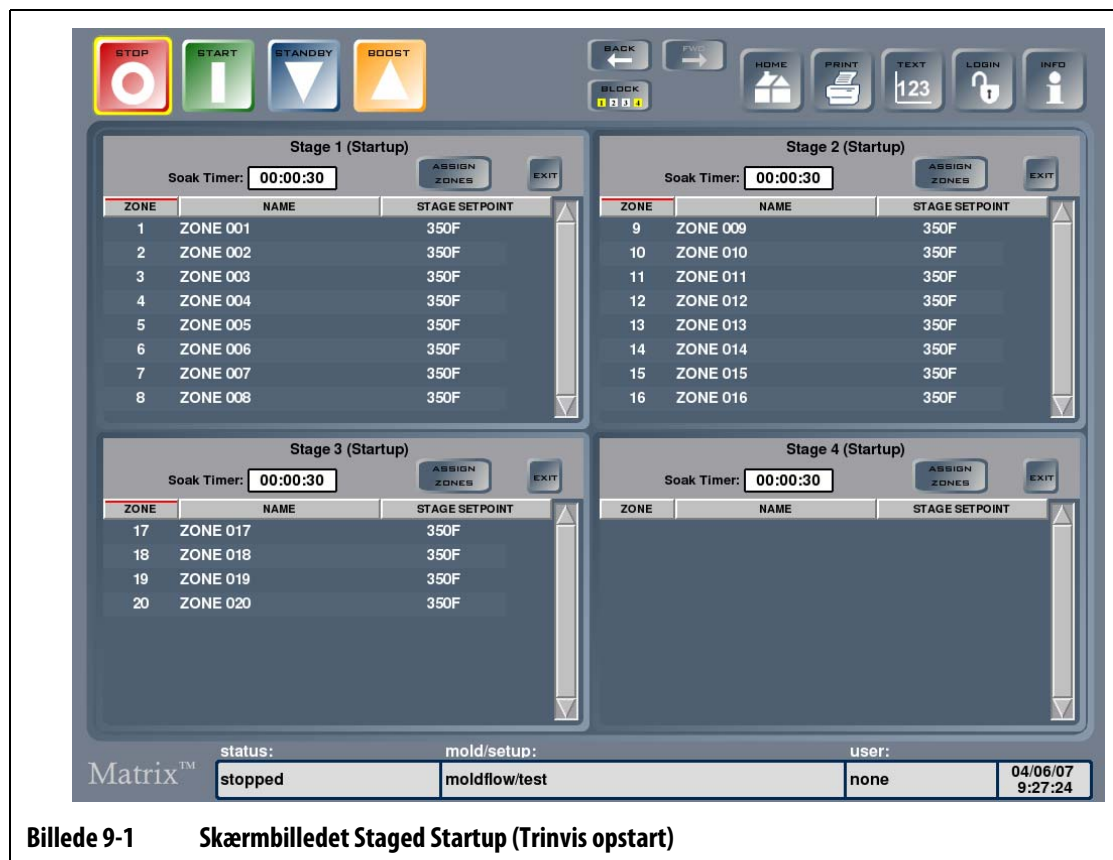 STOP
START
STANDBY
BOOST
BACK
FWD
BLOCK
1 2 3 4
HOME
PRINT
TEXT
123
LOGIN
INFO
Stage 1 (Startup)
Soak Timer: 00:00:30
ASSIGN
ZONES
EXIT
ZONE NAME STAGE SETPOINT
1 ZONE 001 350F
2 ZONE 002 350F
3 ZONE 003 350F
4 ZONE 004 350F
5 ZONE 005 350F
6 ZONE 006 350F
7 ZONE 007 350F
8 ZONE 008 350F
Stage 2 (Startup)
Soak Timer: 00:00:30
ASSIGN
ZONES
EXIT
ZONE NAME STAGE SETPOINT
9 ZONE 009 350F
10 ZONE 010 350F
11 ZONE 011 350F
12 ZONE 012 350F
13 ZONE 013 350F
14 ZONE 014 350F
15 ZONE 015 350F
16 ZONE 016 350F
Stage 3 (Startup)
Soak Timer: 00:00:30
ASSIGN
ZONES
EXIT
ZONE NAME STAGE SETPOINT
17 ZONE 017 350F
18 ZONE 018 350F
19 ZONE 019 350F
20 ZONE 020 350F
Stage 4 (Startup)
Soak Timer: 00:00:30
ASSIGN
ZONES
EXIT
ZONE NAME STAGE SETPOINT
Matrix™
status:
stopped
mold/setup:
moldflow/test
user:
none
04/06/07
9:27:24
Billede 9-1 Skærmbilledet Staged Startup (Trinvis opstart)